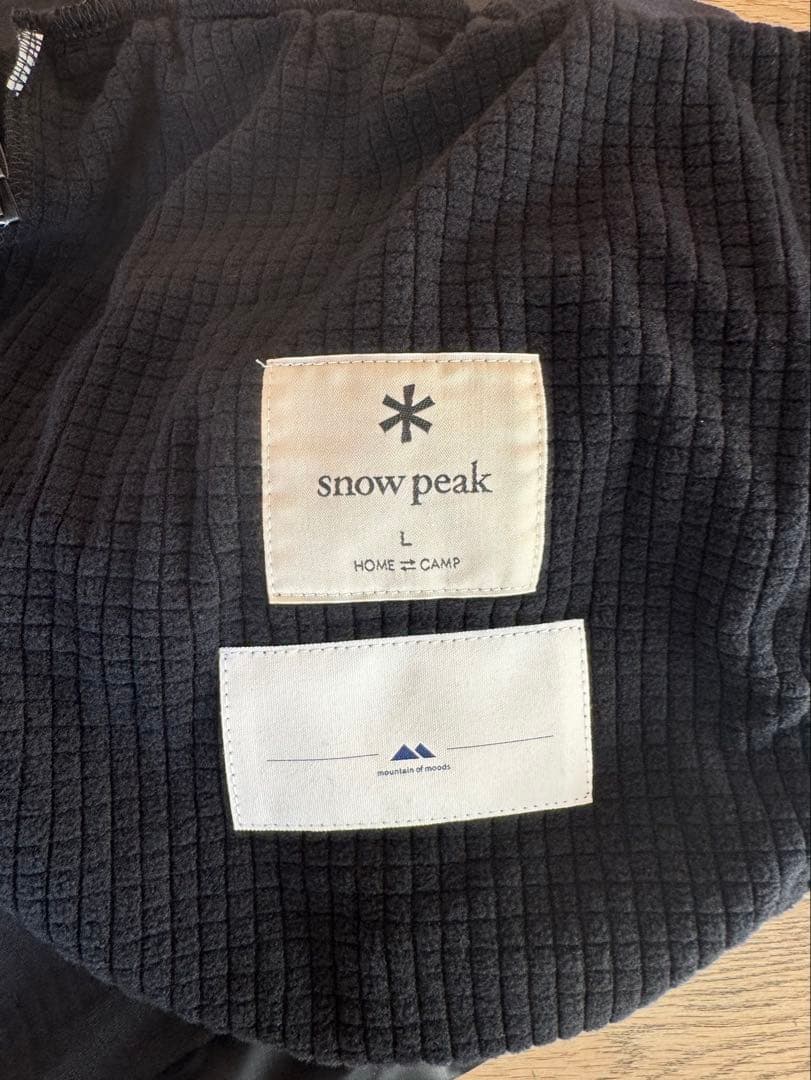 snow peak
L
HOME ⇄ CAMP
mountain of moods